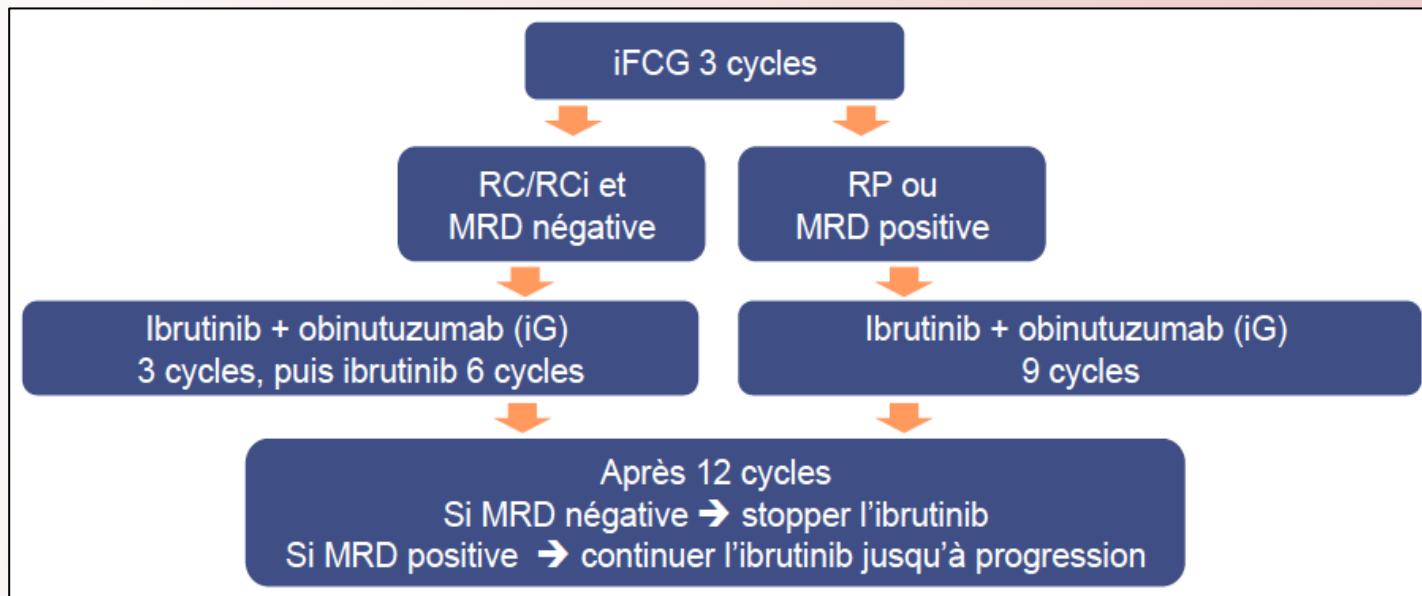 iFCG 3 cycles
RC/RCi et
MRD négative
RP ou
MRD positive
Ibrutinib + obinutuzumab (iG)
3 cycles, puis ibrutinib 6 cycles
Ibrutinib + obinutuzumab (iG)
9 cycles
Après 12 cycles
Si MRD négative ➔ stopper l'ibrutinib
Si MRD positive ➔ continuer l'ibrutinib jusqu'à progression